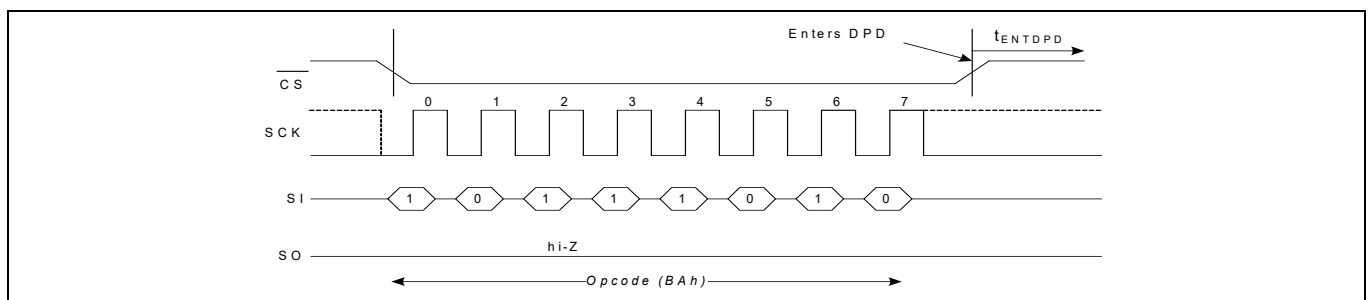 Enters DPD
tENTDPD
CS
0 1 2 3 4 5 6 7
SCK
SI 1 0 1 1 1 0 1 0
hi-Z
SO
Opcode (BAh)